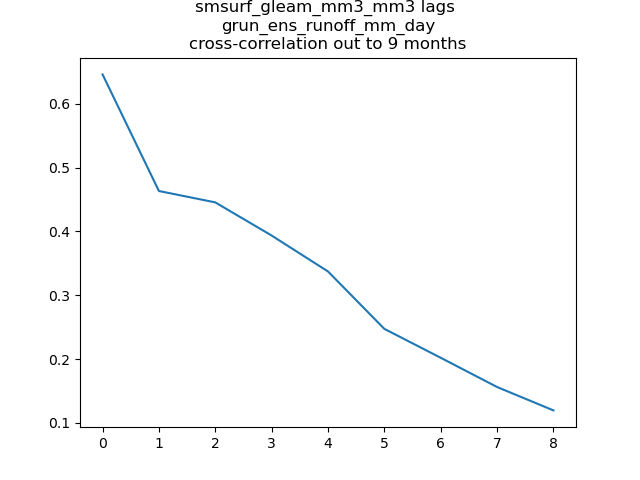 smsurf_gleam_mm3_mm3 lags
grun_ens_runoff_mm_day
cross-correlation out to 9 months
0.6
0.5
0.4
0.3
0.2
0.1
0 1 2 3 4 5 6 7 8